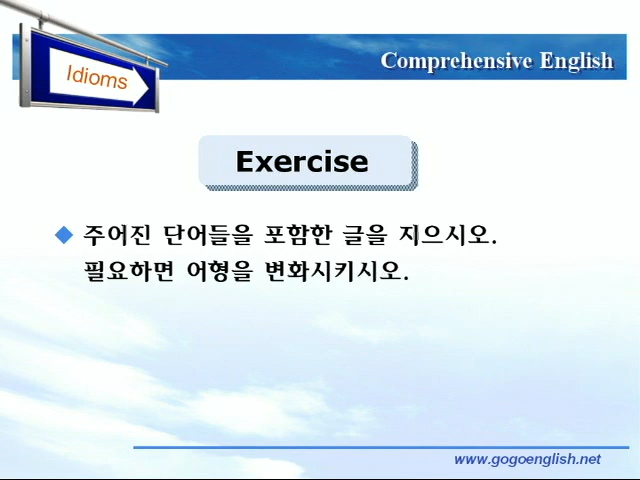 Idioms
Comprehensive English
Exercise
주어진 단어들을 포함한 글을 지으시오.
필요하면 어형을 변화시키시오.
www.gogoenglish.net